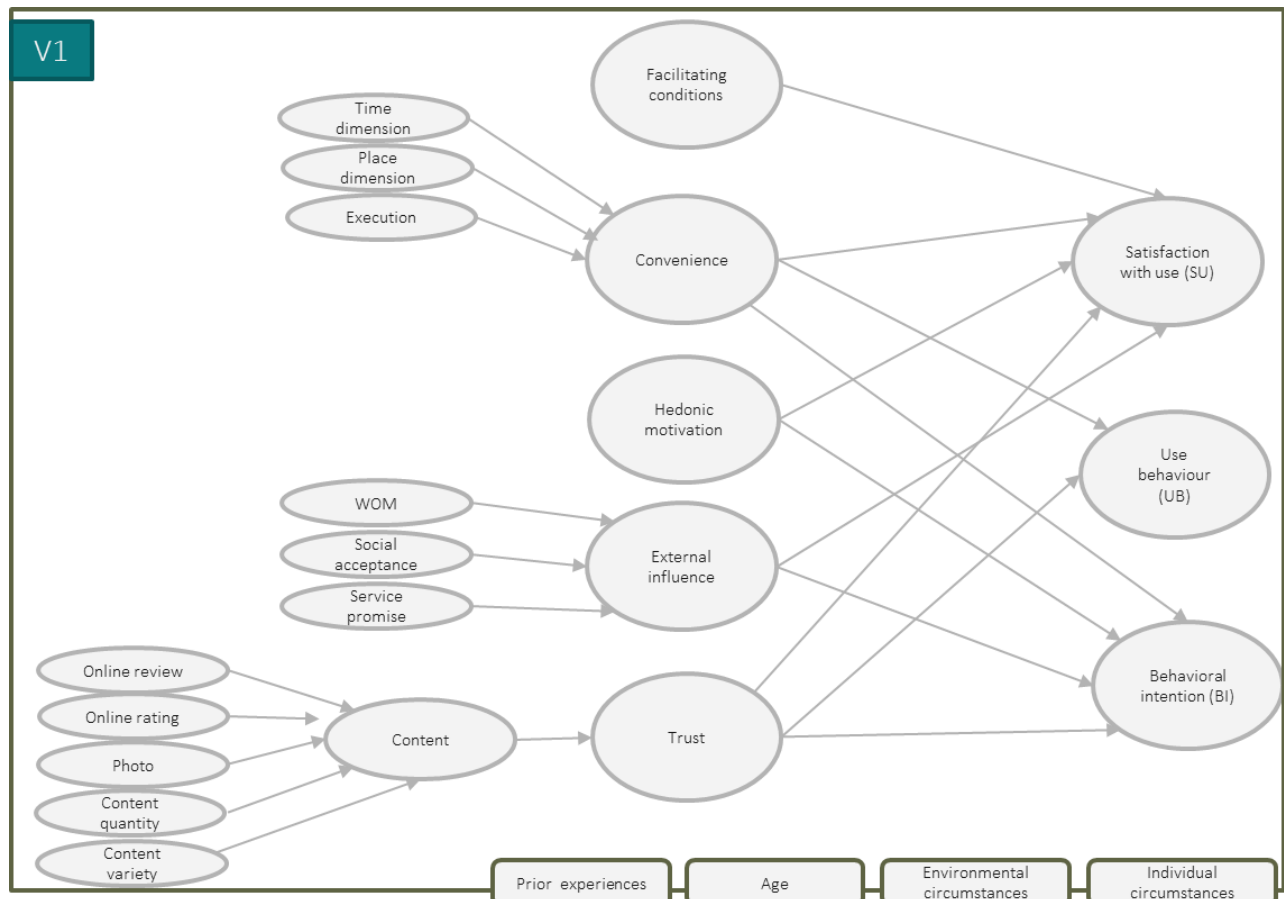 V1
Facilitating
conditions
Time
dimension
Place
dimension
Execution
Convenience
Satisfaction
with use (SU)
Hedonic
motivation
Use
behaviour
(UB)
WOM
Social
acceptance
Service
promise
External
influence
Online review
Online rating
Photo
Content
quantity
Content
variety
Content
Trust
Behavioral
intention (BI)
Prior experiences
Age
Environmental
circumstances
Individual
circumstances